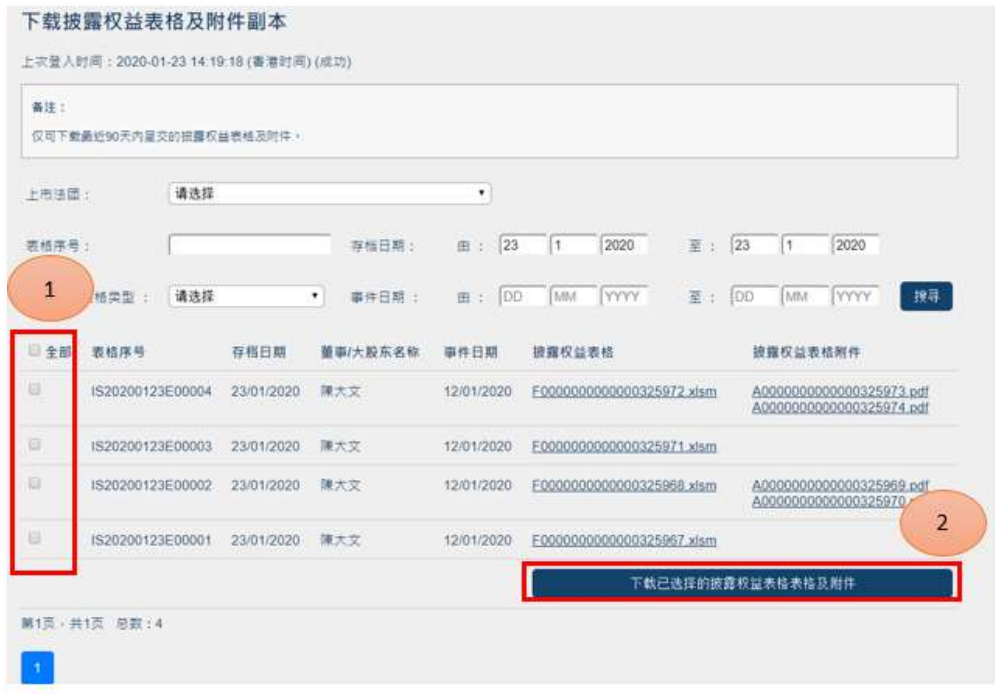 下载披露权益表格及附件副本
上次登入时间：2020-01-23 14:19:18 (香港时间) (成功)
备注：
仅可下载最近90天内呈交的披露权益表格及附件。
上市法团： 请选择
表格序号： 存档日期： 由： 23 1 2020 至： 23 1 2020
1 格类型： 请选择 事件日期： 由： DD MM YYYY 至： DD MM YYYY 搜寻
全部 表格序号 存档日期 董事/大股东名称 事件日期 披露权益表格 披露权益表格附件
IS20200123E00004 23/01/2020 陳大文 12/01/2020 F0000000000000325972.xlsm A0000000000000325973.pdf
A0000000000000325974.pdf
IS20200123E00003 23/01/2020 陳大文 12/01/2020 F0000000000000325971.xlsm
IS20200123E00002 23/01/2020 陳大文 12/01/2020 F0000000000000325968.xlsm A0000000000000325969.pdf
A0000000000000325970
2
IS20200123E00001 23/01/2020 陳大文 12/01/2020 F0000000000000325967.xlsm
下载已选择的披露权益表格表格及附件
第1页，共1页 总数：4
1